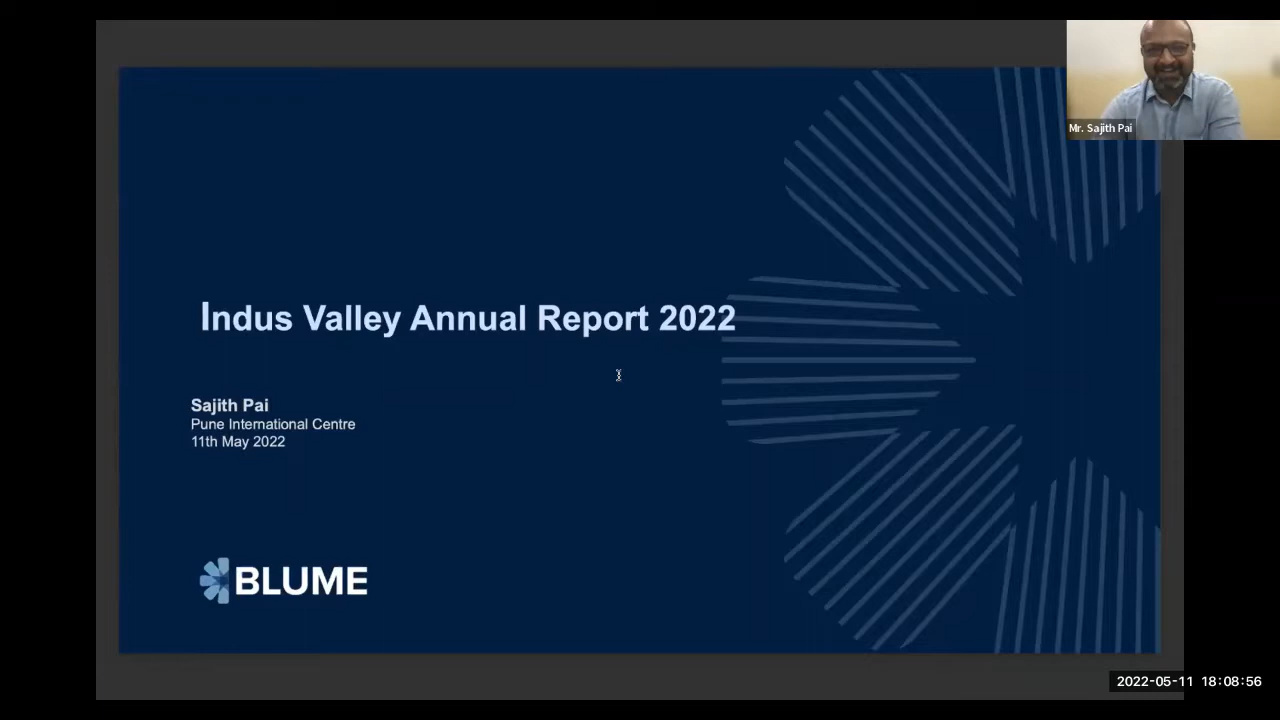 Mr. Sajith Pai
Indus Valley Annual Report 2022
Sajith Pai
Pune International Centre
11th May 2022
BLUME
2022-05-11 18:08:56